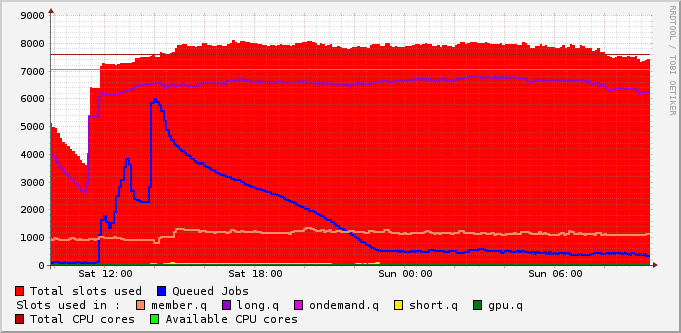 RRDTOOL / TOBI OETIKER
9000
8000
7000
6000
5000
4000
3000
2000
1000
0
Sat 12:00 Sat 18:00 Sun 00:00 Sun 06:00
Total slots used Queued Jobs
Slots used in : member.q long.q ondemand.q short.q gpu.q
Total CPU cores Available CPU cores